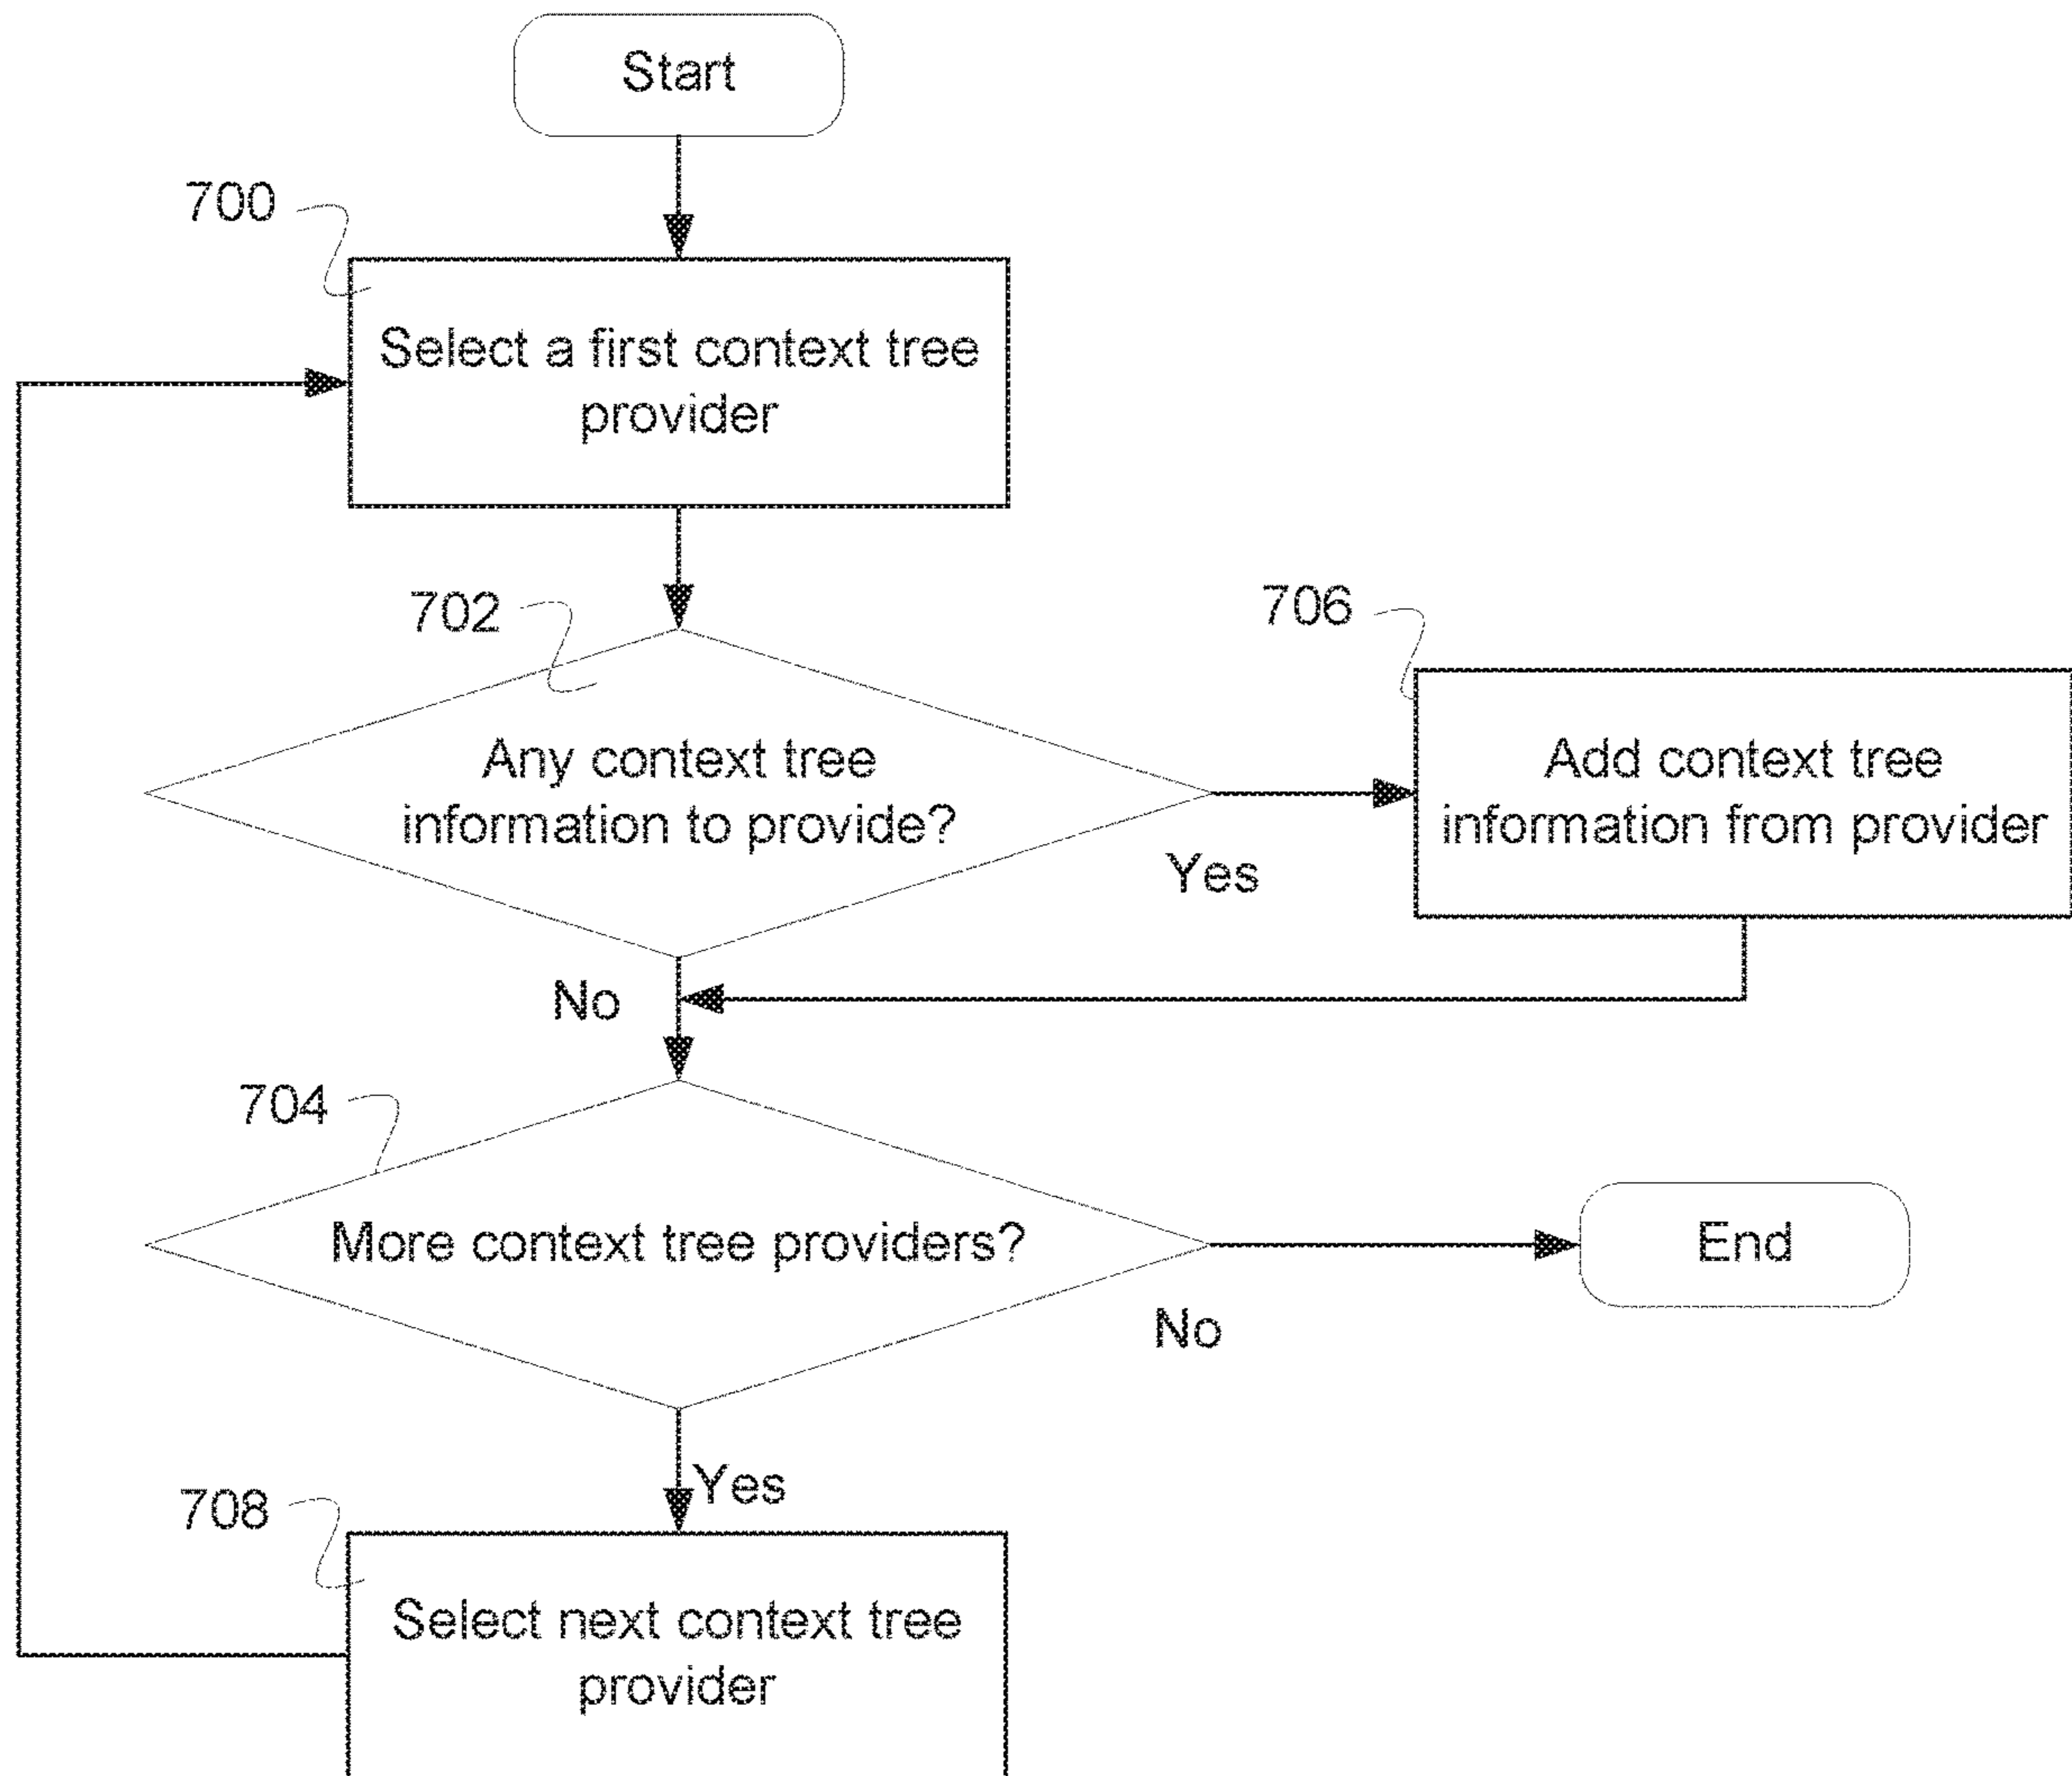 Start
700
Select a first context tree
provider
702
706
Any context tree
information to provide?
Add context tree
information from provider
Yes
No
704
More context tree providers?
End
No
Yes
708
Select next context tree
provider